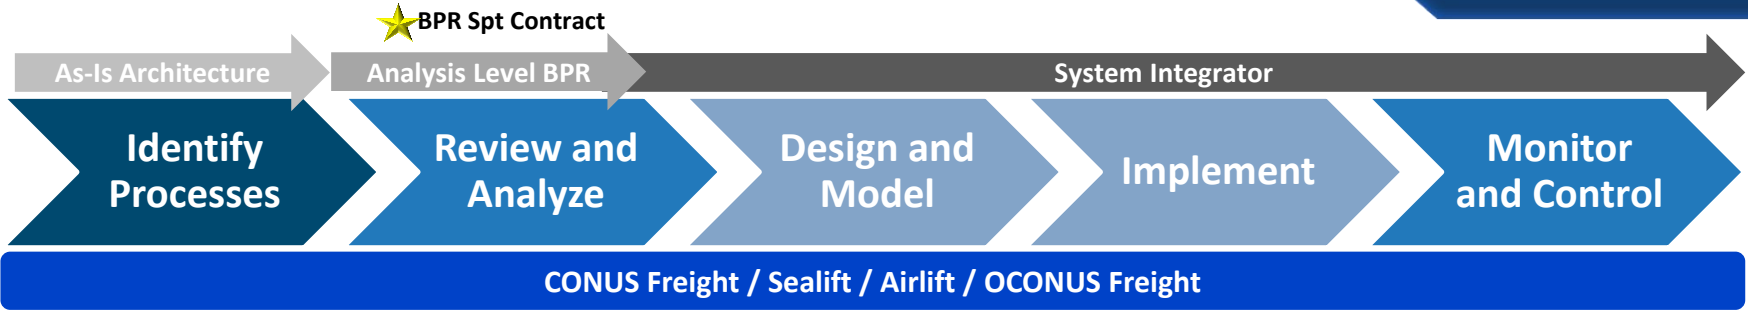 BPR Spt Contract
As-Is Architecture
Analysis Level BPR
System Integrator
Identify
Processes
Review and
Analyze
Design and
Model
Implement
Monitor
and Control
CONUS Freight / Sealift / Airlift / OCONUS Freight